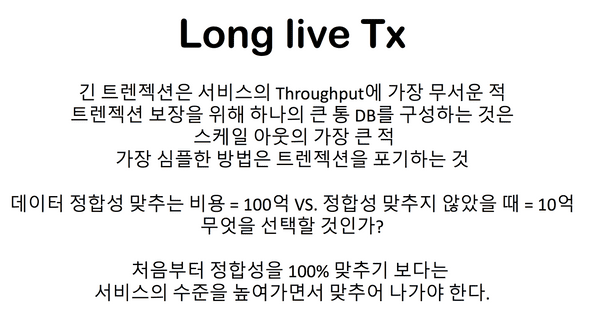 Long live Tx
긴 트렌젝션은 서비스의 Throughput에 가장 무서운 적
트렌젝션 보장을 위해 하나의 큰 통 DB를 구성하는 것은
스케일 아웃의 가장 큰 적
가장 심플한 방법은 트렌젝션을 포기하는 것
데이터 정합성 맞추는 비용 = 100억 VS. 정합성 맞추지 않았을 때 = 10억
무엇을 선택할 것인가?
처음부터 정합성을 100% 맞추기 보다는
서비스의 수준을 높여가면서 맞추어 나가야 한다.